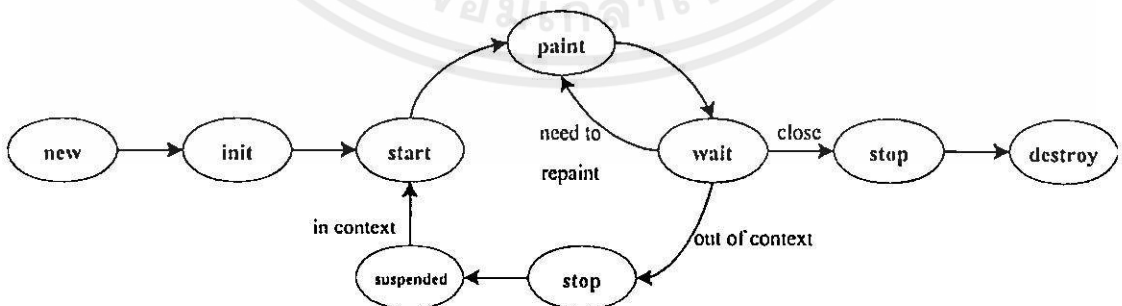 paint
new
init
start
need to
repaint
wait
close
stop
destroy
in context
out of context
suspended
stop